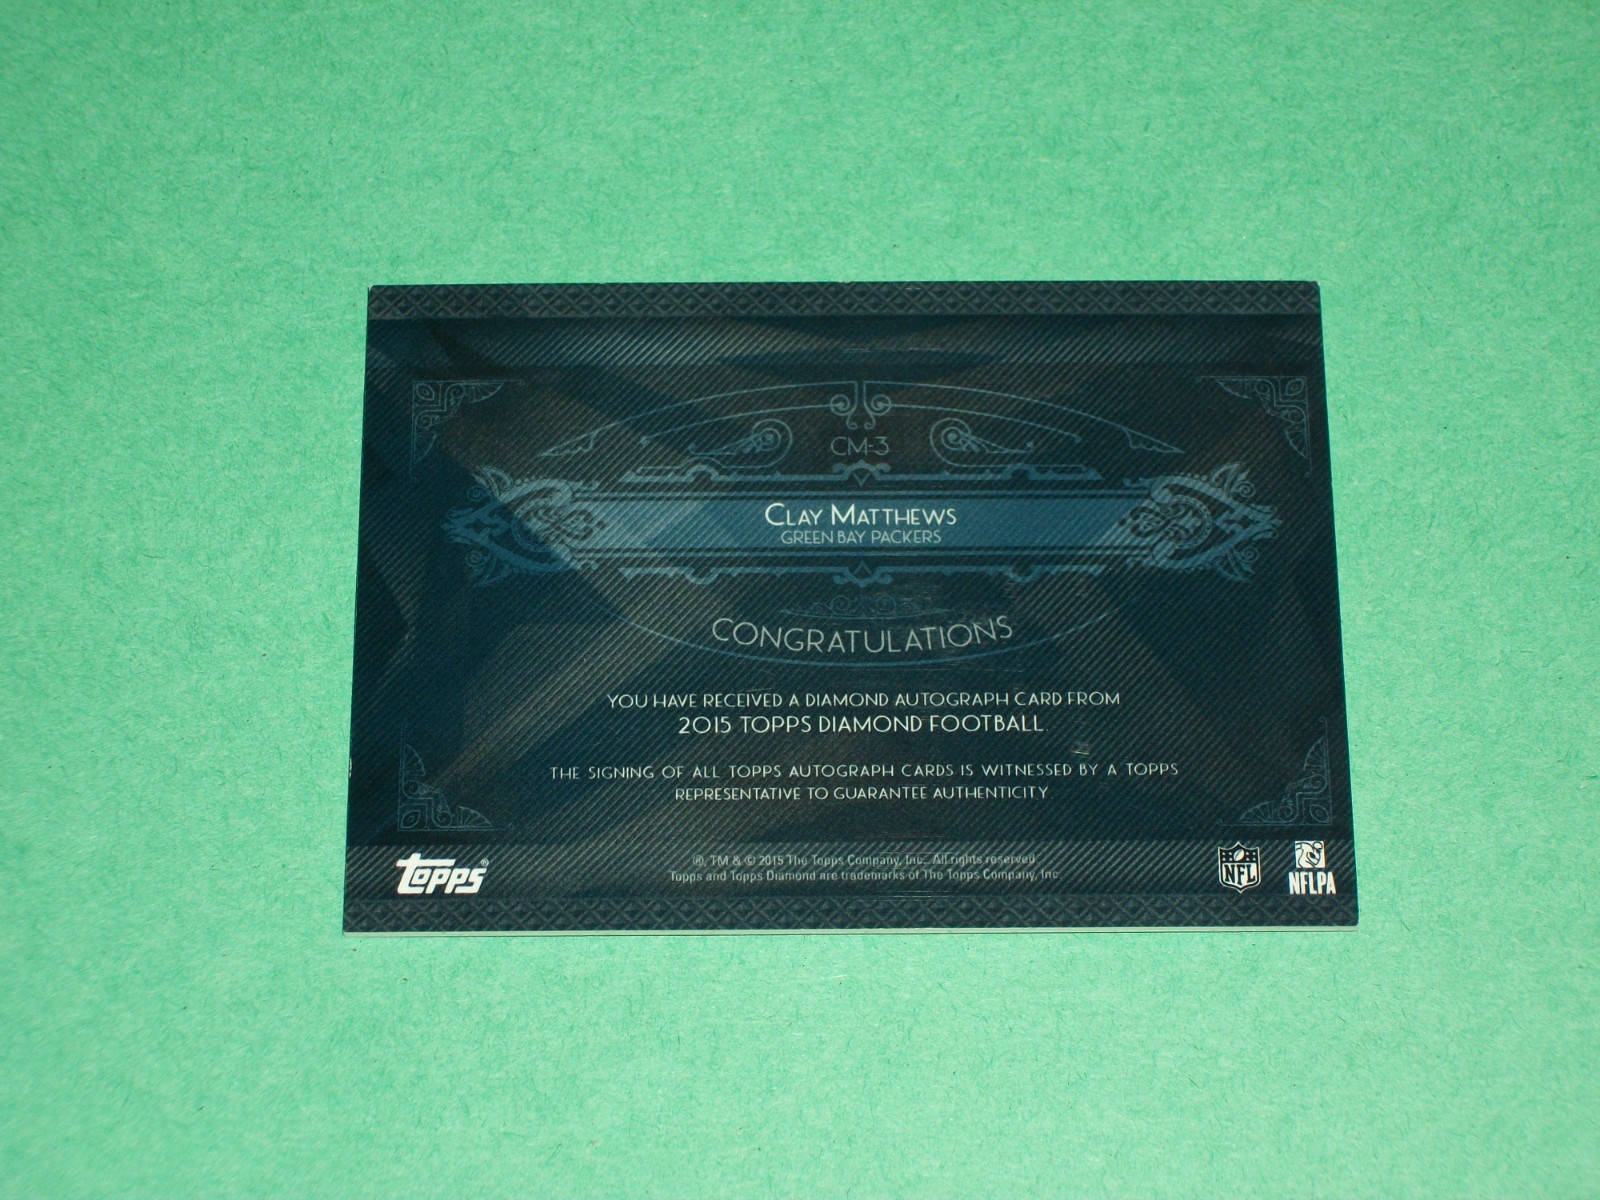 CM-3
CLAY MATTHEWS
GREEN BAY PACKERS
CONGRATULATIONS
YOU HAVE RECEIVED A DIAMOND AUTOGRAPH CARD FROM
2015 TOPPS DIAMOND FOOTBALL.
THE SIGNING OF ALL TOPPS AUTOGRAPH CARDS IS WITNESSED BY A TOPPS
REPRESENTATIVE TO GUARANTEE AUTHENTICITY.
®, TM & © 2015 The Topps Company, Inc. All rights reserved.
Topps and Topps Diamond are trademarks of The Topps Company, Inc.
topps®
NFL
NFLPA